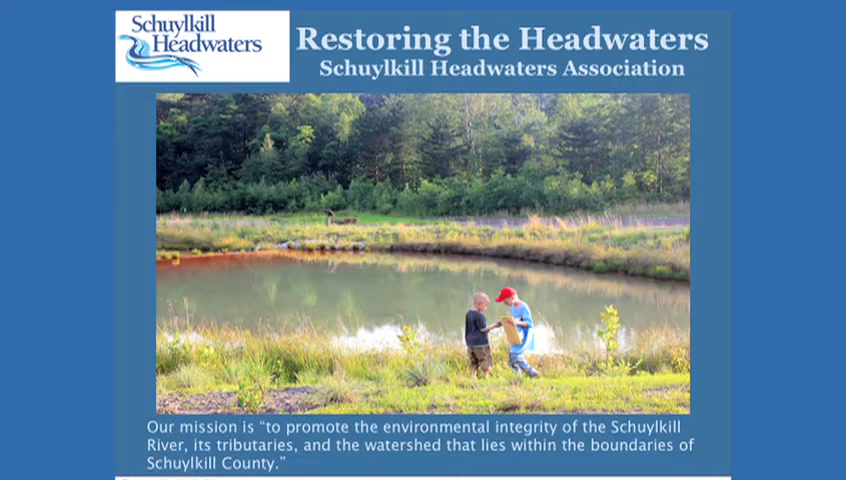 Schuylkill
Headwaters
Restoring the Headwaters
Schuylkill Headwaters Association
Our mission is “to promote the environmental integrity of the Schuylkill
River, its tributaries, and the watershed that lies within the boundaries of
Schuylkill County.”